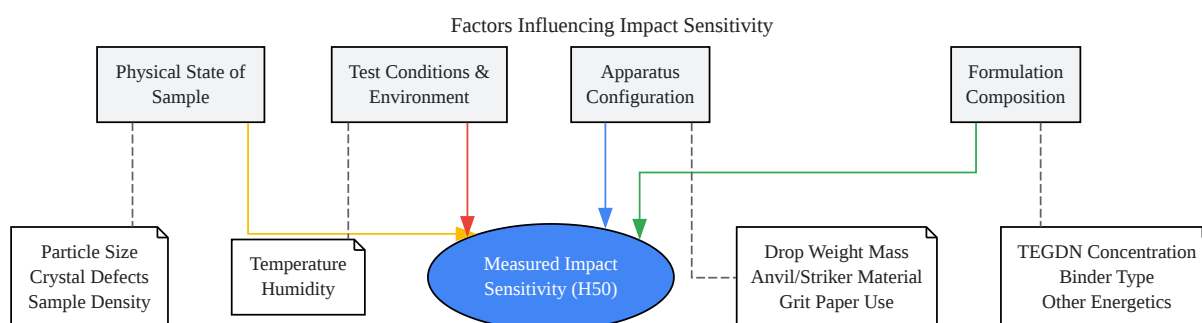 Factors Influencing Impact Sensitivity
Physical State of
Sample
Test Conditions &
Environment
Apparatus
Configuration
Formulation
Composition
Particle Size
Crystal Defects
Sample Density
Temperature
Humidity
Measured Impact
Sensitivity (H50)
Drop Weight Mass
Anvil/Striker Material
Grit Paper Use
TEGDN Concentration
Binder Type
Other Energetics